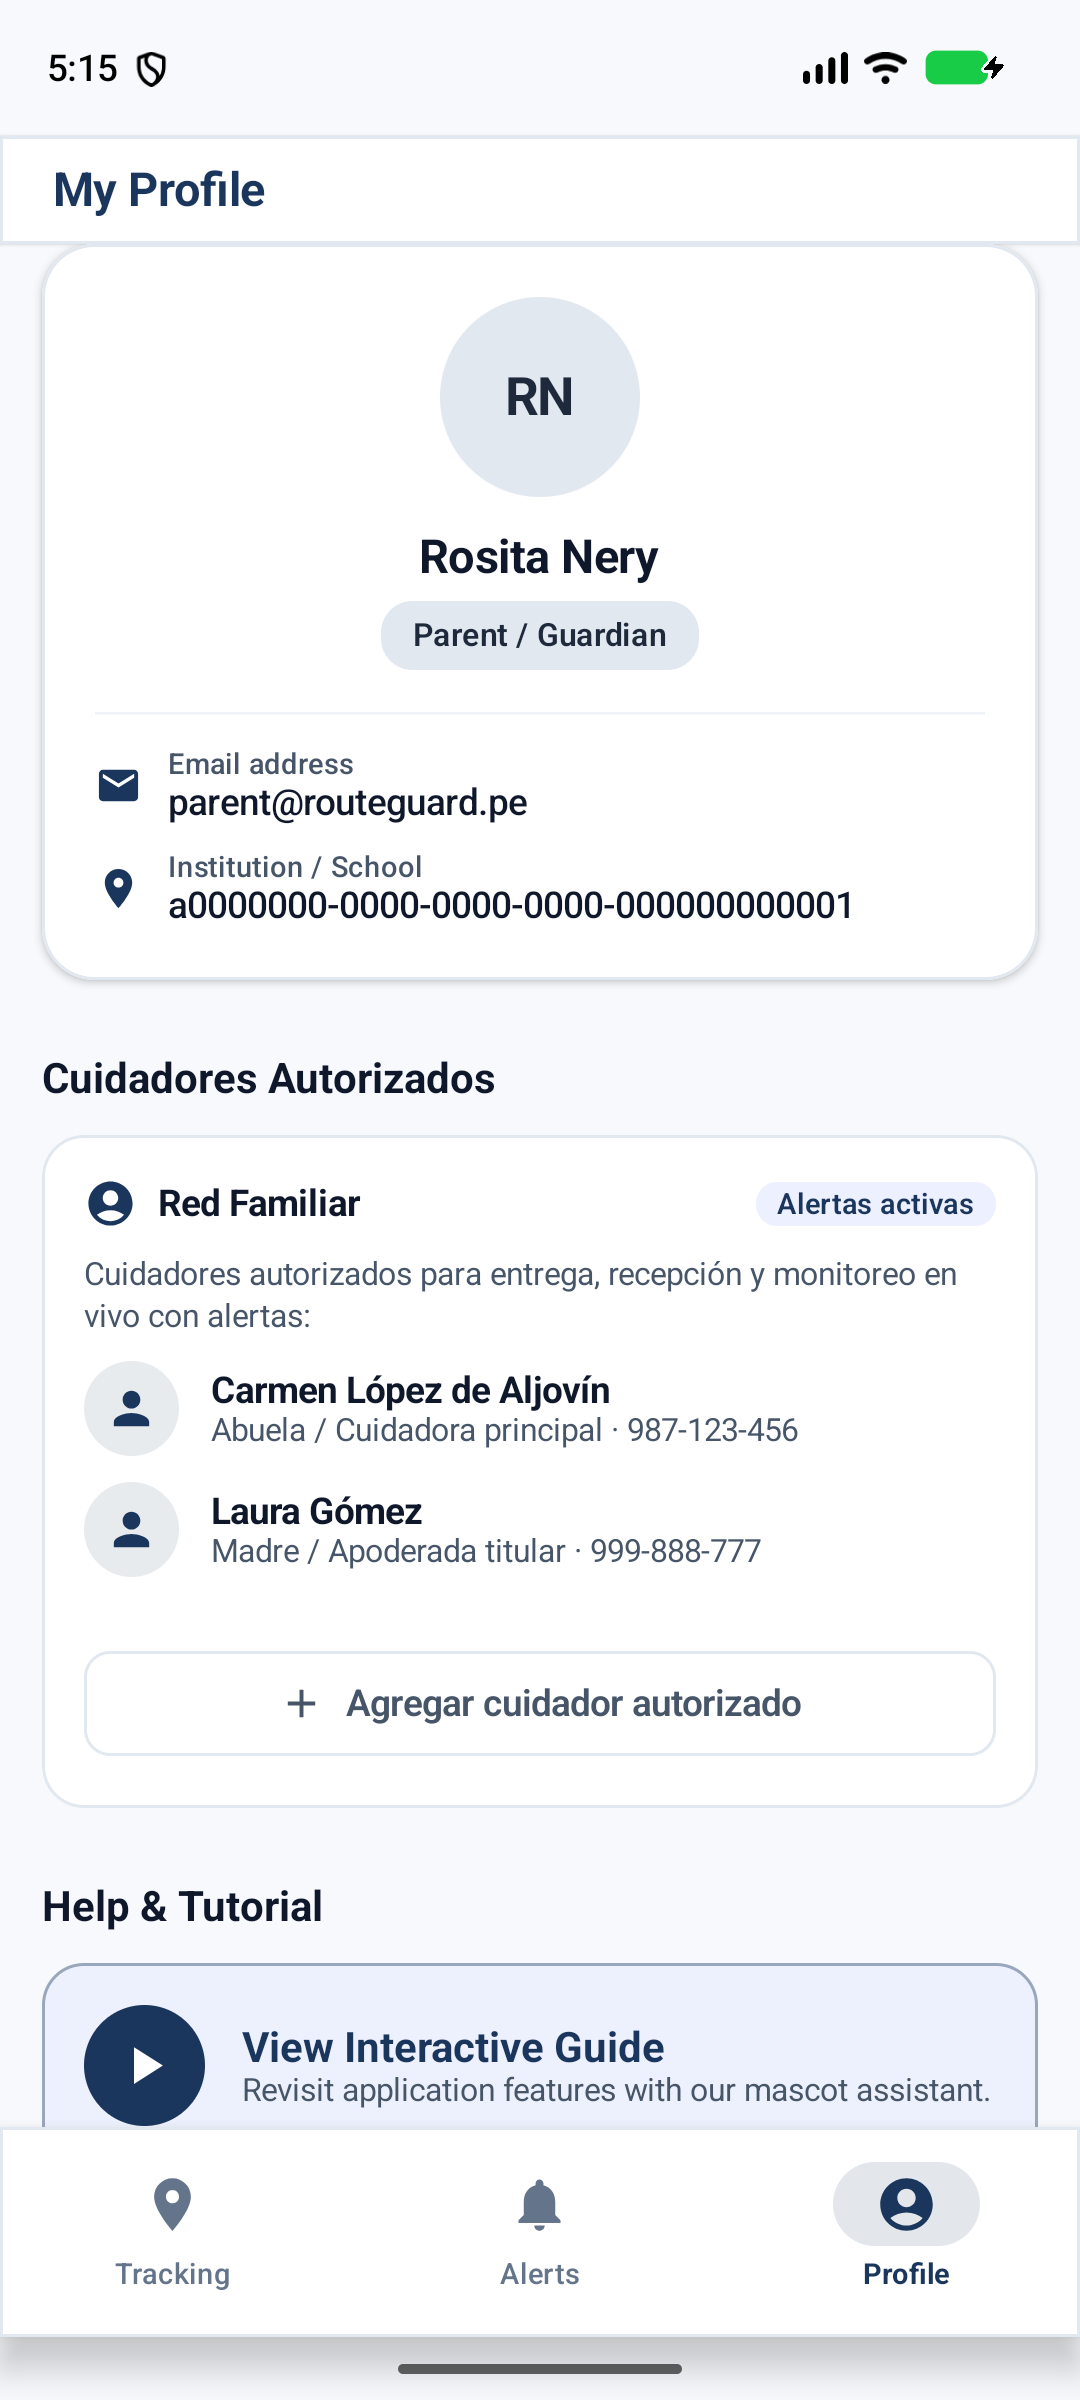 5:15
My Profile
RN
Rosita Nery
Parent / Guardian
Email address
parent@routeguard.pe
Institution / School
a0000000-0000-0000-0000-000000000001
Cuidadores Autorizados
Red Familiar
Alertas activas
Cuidadores autorizados para entrega, recepción y monitoreo en
vivo con alertas:
Carmen López de Aljovín
Abuela / Cuidadora principal · 987-123-456
Laura Gómez
Madre / Apoderada titular · 999-888-777
+ Agregar cuidador autorizado
Help & Tutorial
View Interactive Guide
Revisit application features with our mascot assistant.
Tracking
Alerts
Profile